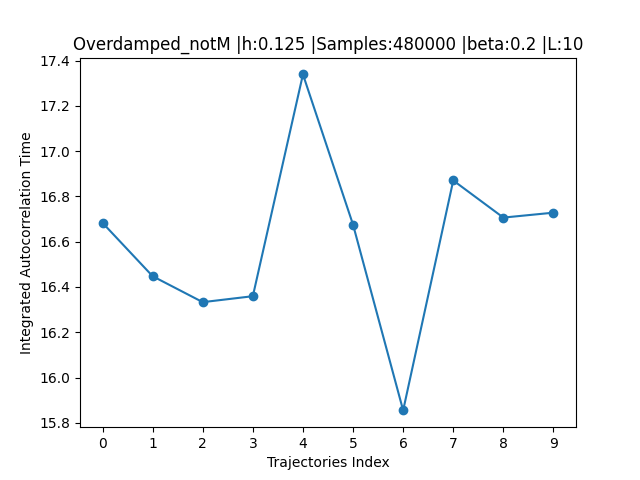 Overdamped_notM |h:0.125 |Samples:480000 |beta:0.2 |L:10
17.4
17.2
17.0
16.8
16.6
16.4
16.2
16.0
15.8
Integrated Autocorrelation Time
0 1 2 3 4 5 6 7 8 9
Trajectories Index